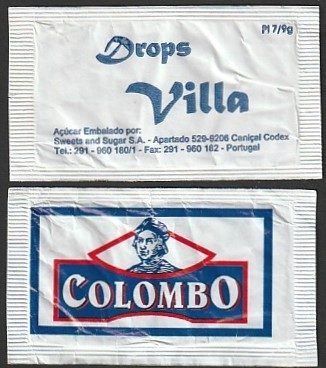 Drops
PI 7/9g
Villa
Açúcar Embalado por:
Sweets and Sugar S.A. - Apartado 529-9206 Caniçal Codex
Tel.: 291 - 960 180/1 - Fax: 291 - 960 182 - Portugal
COLOMBO